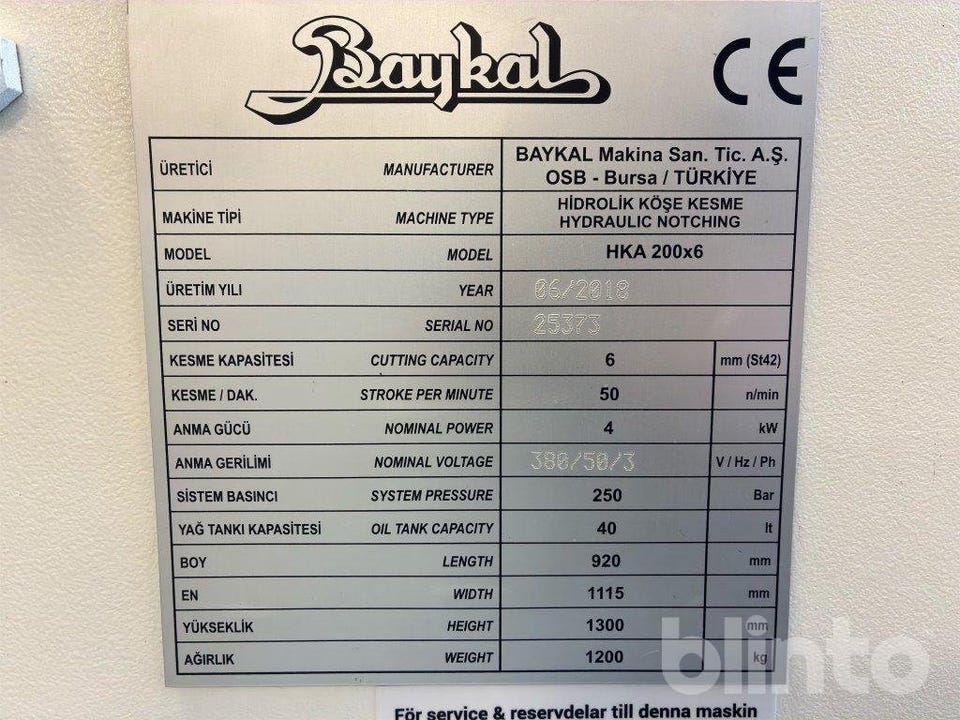 Baykal CE
ÜRETİCİ MANUFACTURER BAYKAL Makina San. Tic. A.Ş.
OSB - Bursa / TÜRKİYE
MAKİNE TİPİ MACHINE TYPE HİDROLİK KÖŞE KESME
HYDRAULIC NOTCHING
MODEL MODEL HKA 200x6
ÜRETİM YILI YEAR 06/2018
SERİ NO SERIAL NO 25373
KESME KAPASİTESİ CUTTING CAPACITY 6 mm (St42)
KESME / DAK. STROKE PER MINUTE 50 n/min
ANMA GÜCÜ NOMINAL POWER 4 kW
ANMA GERİLİMİ NOMINAL VOLTAGE 380/50/3 V / Hz / Ph
SİSTEM BASINCI SYSTEM PRESSURE 250 Bar
YAĞ TANKI KAPASİTESİ OIL TANK CAPACITY 40 lt
BOY LENGTH 920 mm
EN WIDTH 1115 mm
YÜKSEKLİK HEIGHT 1300 mm
AĞIRLIK WEIGHT 1200 kg
blinto
För service & reservdelar till denna maskin